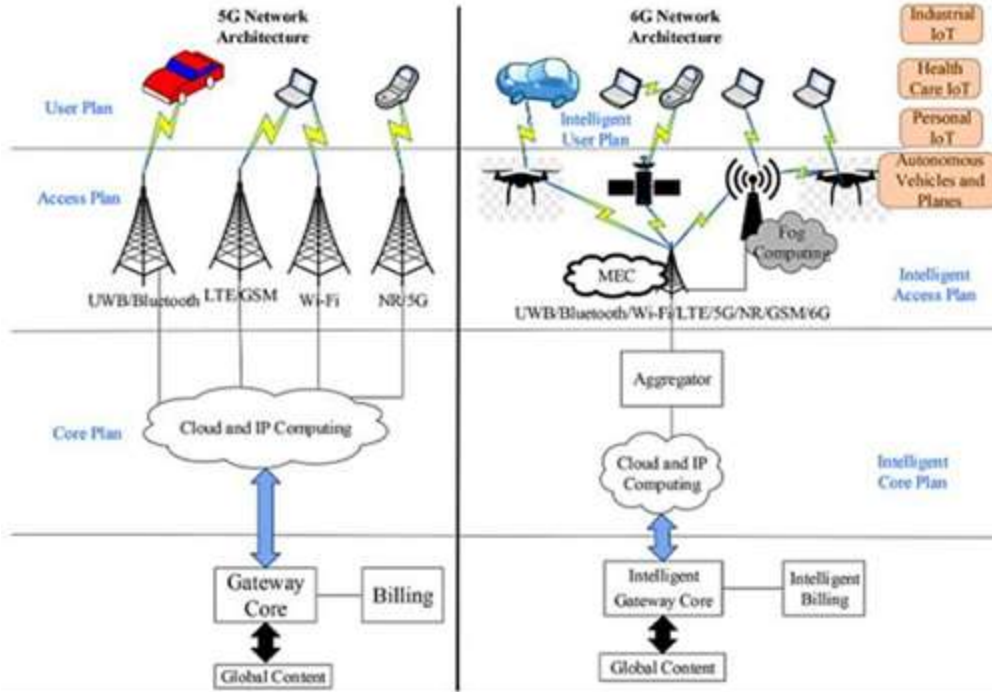 5G Network
Architecture
User Plan
Access Plan
UWB/Bluetooth
LTE/GSM
Wi-Fi
NR/5G
Cloud and IP Computing
Core Plan
Gateway
Core
Billing
Global Content
6G Network
Architecture
Industrial
IoT
Health
Care IoT
Personal
IoT
Autonomous
Vehicles and
Planes
Intelligent
User Plan
Fog
Computing
MEC
Intelligent
Access Plan
UWB/Bluetooth/Wi-Fi/LTE/5G/NR/GSM/6G
Aggregator
Cloud and IP
Computing
Intelligent
Core Plan
Intelligent
Gateway Core
Intelligent
Billing
Global Content